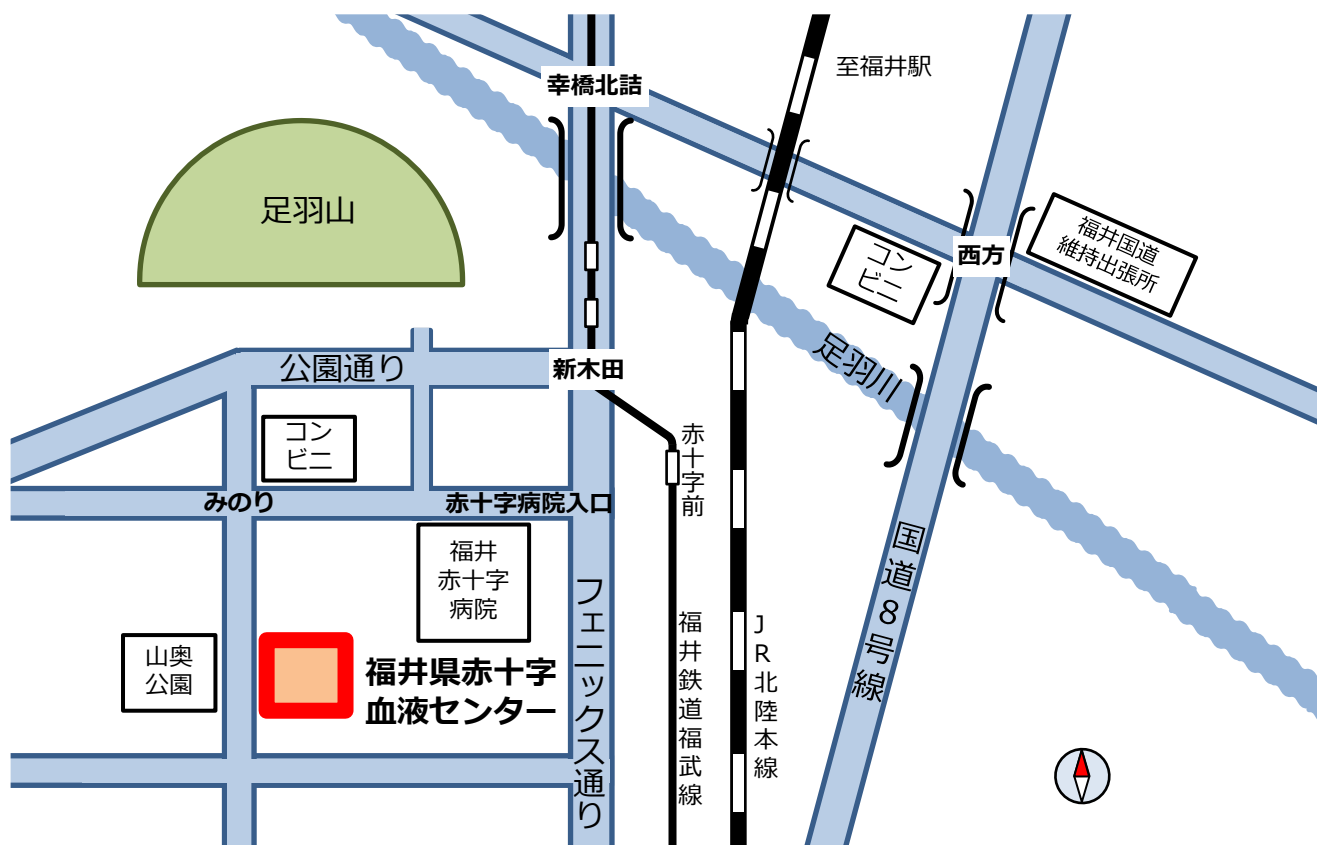 至福井駅
幸橋北詰
足羽山
西方
福井国道
維持出張所
コン
ビニ
足羽川
公園通り
新木田
コン
ビニ
赤十字前
みのり
赤十字病院入口
福井
赤十字
病院
国道８号線
フェニックス通り
福井鉄道福武線
ＪＲ北陸本線
山奥
公園
福井県赤十字
血液センター